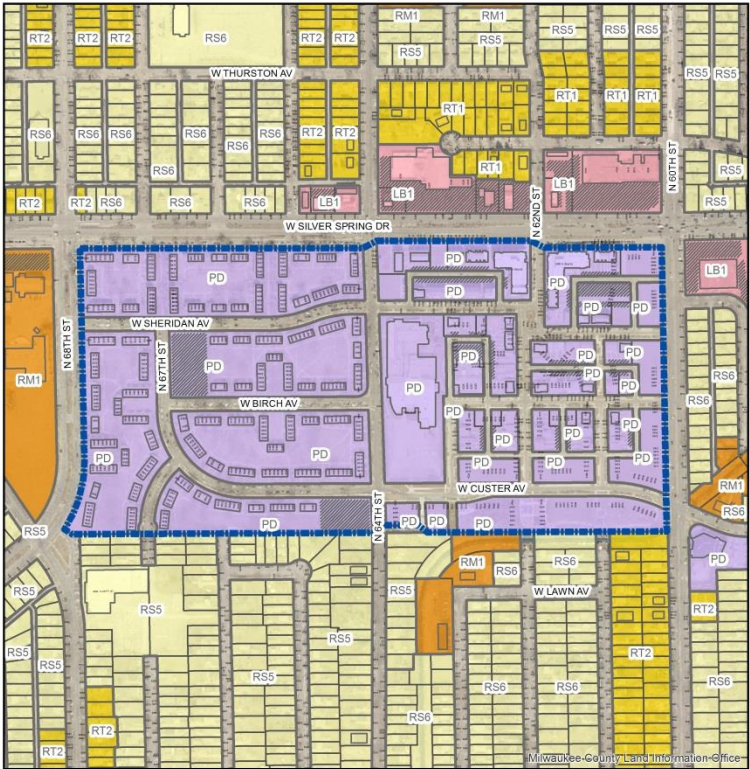 RM1
RM1
RT2
RT2
RT2
RT2
RS6
RS5
RS5
RS5
RS5
RS5
W THURSTON AV
RT1
RT1
RT1
RT1
RS6
RS6
RS6
RS6
RS6
RS6
RT2
RT2
RT1
RS5
N 60TH ST
RT2
RT2
RS6
RS6
RS6
LB1
LB1
LB1
N 62ND ST
RS5
W SILVER SPRING DR
PD
PD
PD
PD
PD
PD
LB1
N 68TH ST
W SHERIDAN AV
N 67TH ST
PD
PD
PD
PD
PD
PD
PD
RM1
W BIRCH AV
RS6
RS6
PD
PD
PD
PD
PD
PD
PD
PD
PD
PD
W CUSTER AV
RM1
RS6
RS5
PD
N 64TH ST
PD
PD
PD
PD
RS5
RS5
RS5
RM1
RS6
RS6
W LAWN AV
RT2
RS5
RS5
RS5
RT2
RS6
RS6
RS6
RS6
RT2
RT2
Milwaukee County Land Information Office